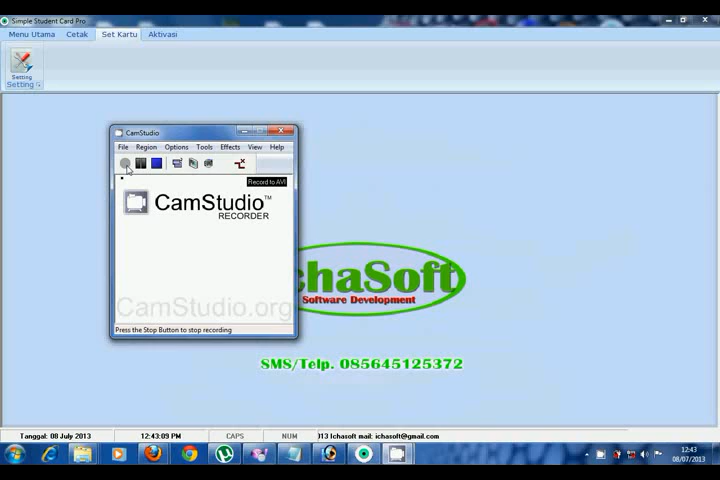 Simple Student Card Pro
Menu Utama Cetak Set Kartu Aktivasi
Setting
Setting
CamStudio
File Region Options Tools Effects View Help
Record to AVI
CamStudio™
RECORDER
CamStudio.org
Press the Stop Button to stop recording
chaSoft
Software Development
SMS/Telp. 085645125372
Tanggal: 08 July 2013 12:43:09 PM CAPS NUM )13 Ichasoft mail: ichasoft@gmail.com
12:43
08/07/2013